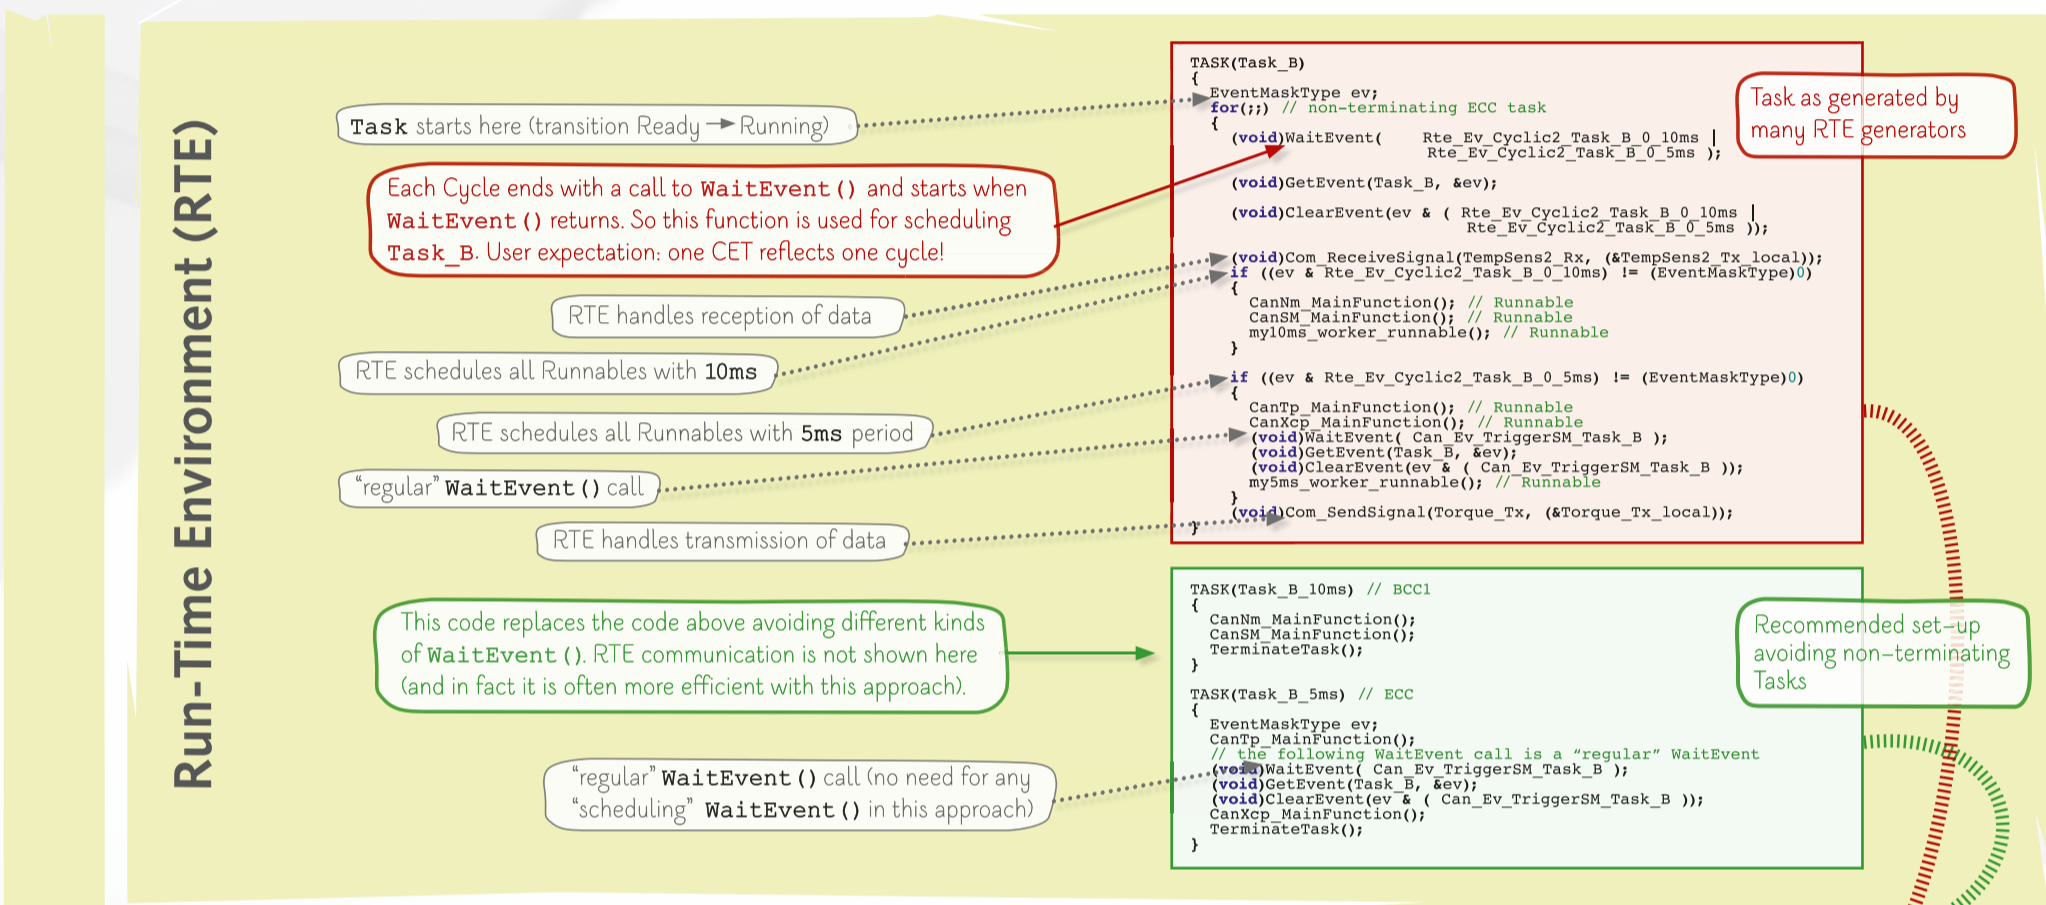 Run-Time Environment (RTE)
Task starts here (transition Ready → Running)
Each Cycle ends with a call to WaitEvent() and starts when
WaitEvent() returns. So this function is used for scheduling
Task_B. User expectation: one CET reflects one cycle!
RTE handles reception of data
RTE schedules all Runnables with 10ms
RTE schedules all Runnables with 5ms period
“regular” WaitEvent() call
RTE handles transmission of data
This code replaces the code above avoiding different kinds
of WaitEvent(). RTE communication is not shown here
(and in fact it is often more efficient with this approach).
“regular” WaitEvent() call (no need for any
“scheduling” WaitEvent() in this approach)
TASK(Task_B)
{
EventMaskType ev;
for(;;) // non-terminating ECC task
{
(void)WaitEvent( Rte_Ev_Cyclic2_Task_B_0_10ms |
Rte_Ev_Cyclic2_Task_B_0_5ms );
(void)GetEvent(Task_B, &ev);
(void)ClearEvent(ev & ( Rte_Ev_Cyclic2_Task_B_0_10ms |
Rte_Ev_Cyclic2_Task_B_0_5ms ));
(void)Com_ReceiveSignal(TempSens2_Rx, (&TempSens2_Tx_local));
if ((ev & Rte_Ev_Cyclic2_Task_B_0_10ms) != (EventMaskType)0)
{
CanNm_MainFunction(); // Runnable
CanSM_MainFunction(); // Runnable
my10ms_worker_runnable(); // Runnable
}
if ((ev & Rte_Ev_Cyclic2_Task_B_0_5ms) != (EventMaskType)0)
{
CanTp_MainFunction(); // Runnable
CanXcp_MainFunction(); // Runnable
(void)WaitEvent( Can_Ev_TriggerSM_Task_B );
(void)GetEvent(Task_B, &ev);
(void)ClearEvent(ev & ( Can_Ev_TriggerSM_Task_B ));
my5ms_worker_runnable(); // Runnable
}
(void)Com_SendSignal(Torque_Tx, (&Torque_Tx_local));
}
Task as generated by
many RTE generators
TASK(Task_B_10ms) // BCC1
{
CanNm_MainFunction();
CanSM_MainFunction();
TerminateTask();
}
TASK(Task_B_5ms) // ECC
{
EventMaskType ev;
CanTp_MainFunction();
// the following WaitEvent call is a “regular” WaitEvent
(void)WaitEvent( Can_Ev_TriggerSM_Task_B );
(void)GetEvent(Task_B, &ev);
(void)ClearEvent(ev & ( Can_Ev_TriggerSM_Task_B ));
CanXcp_MainFunction();
TerminateTask();
}
Recommended set-up
avoiding non-terminating
Tasks